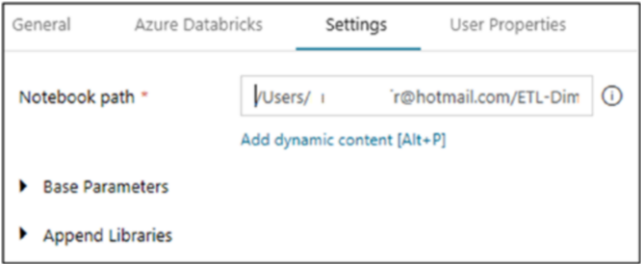 General Azure Databricks Settings User Properties
Notebook path * /Users/ r@hotmail.com/ETL-Dim
Add dynamic content [Alt+P]
Base Parameters
Append Libraries